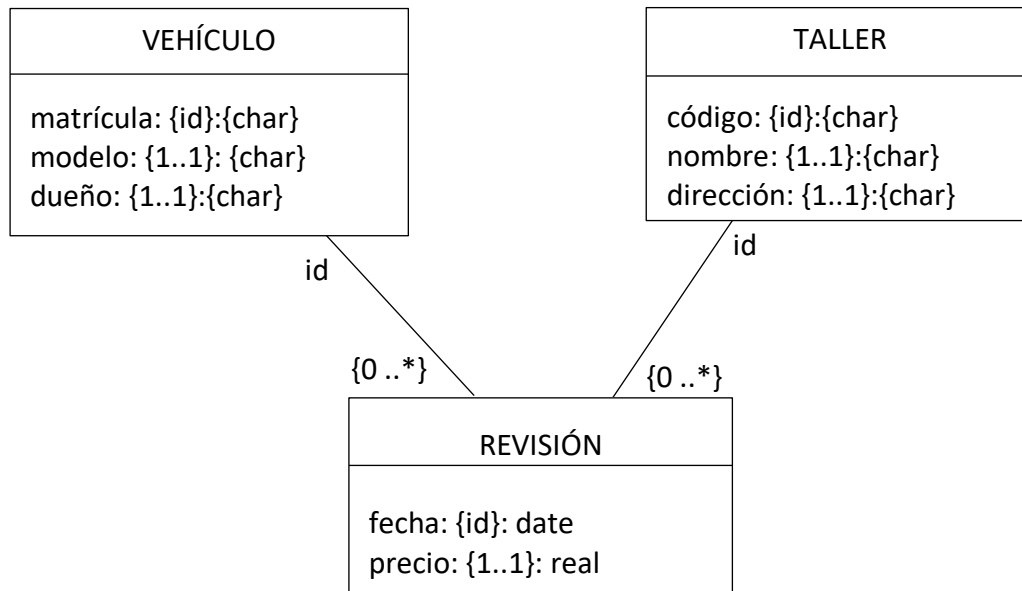 VEHÍCULO
matrícula: {id}:{char}
modelo: {1..1}: {char}
dueño: {1..1}:{char}
TALLER
código: {id}:{char}
nombre: {1..1}:{char}
dirección: {1..1}:{char}
id
id
{0 ..*}
{0 ..*}
REVISIÓN
fecha: {id}: date
precio: {1..1}: real